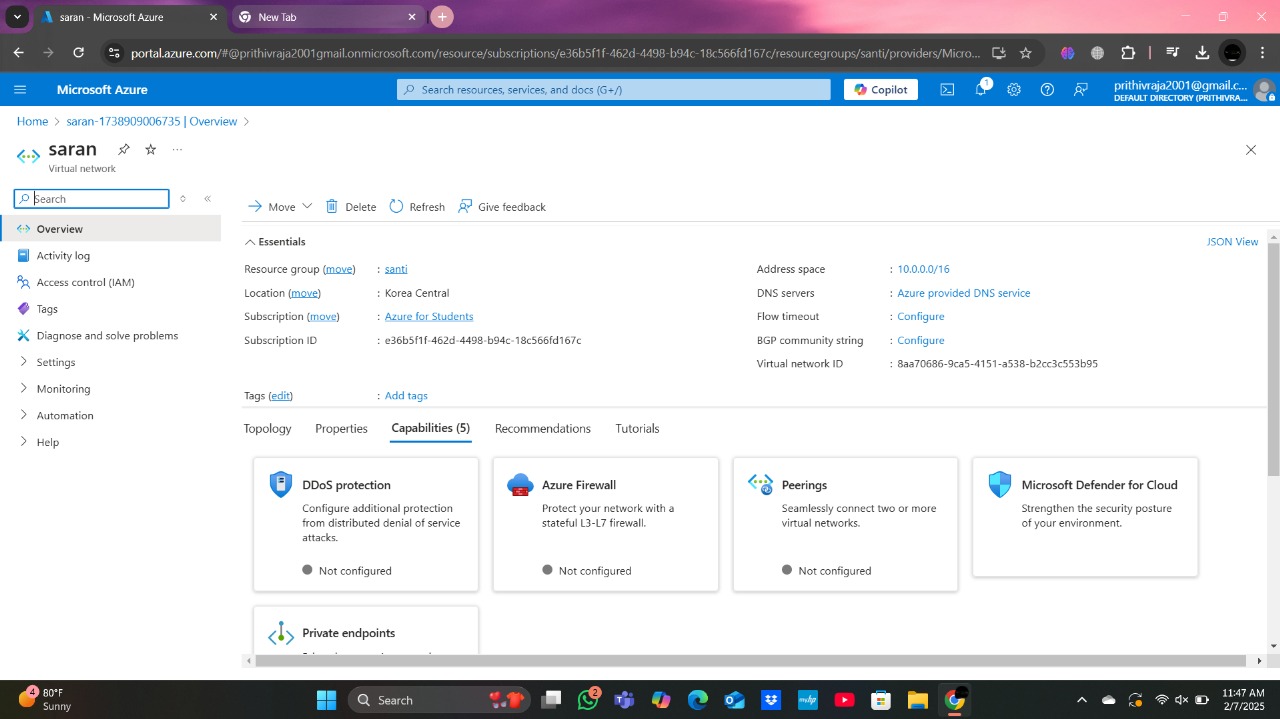 saran - Microsoft Azure
New Tab
portal.azure.com/#@prithivraja2001gmail.onmicrosoft.com/resource/subscriptions/e36b5f1f-462d-4498-b94c-18c566fd167c/resourcegroups/santi/providers/Micro...
Microsoft Azure
Search resources, services, and docs (G+/)
Copilot
1
prithivraja2001@gmail.c...
DEFAULT DIRECTORY (PRITHIVRA...
Home > saran-1738909006735 | Overview >
saran
Virtual network
Search
Move
Delete
Refresh
Give feedback
Overview
Activity log
Access control (IAM)
Tags
Diagnose and solve problems
Settings
Monitoring
Automation
Help
Essentials
JSON View
Resource group (move) : santi
Location (move) : Korea Central
Subscription (move) : Azure for Students
Subscription ID : e36b5f1f-462d-4498-b94c-18c566fd167c
Address space : 10.0.0.0/16
DNS servers : Azure provided DNS service
Flow timeout : Configure
BGP community string : Configure
Virtual network ID : 8aa70686-9ca5-4151-a538-b2cc3c553b95
Tags (edit) : Add tags
Topology Properties Capabilities (5) Recommendations Tutorials
DDoS protection
Configure additional protection
from distributed denial of service
attacks.
Not configured
Azure Firewall
Protect your network with a
stateful L3-L7 firewall.
Not configured
Peerings
Seamlessly connect two or more
virtual networks.
Not configured
Microsoft Defender for Cloud
Strengthen the security posture
of your environment.
Private endpoints
4
80°F
Sunny
Search
2
myhp
11:47 AM
2/7/2025